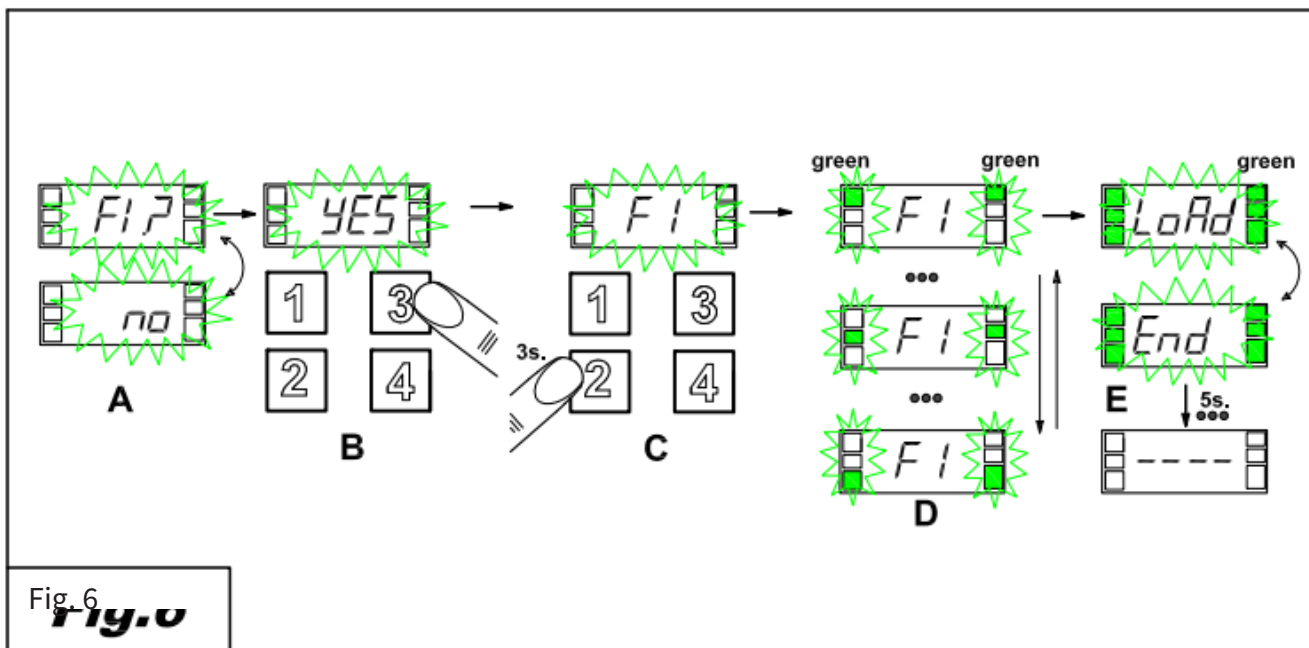 green
green
green
F1?
YES
F1
F1
LoAd
no
1
3
1
3
F1
End
2
4
3s.
2
4
A
B
C
F1
E
5s.
----
D
Fig. 6
Fig.6